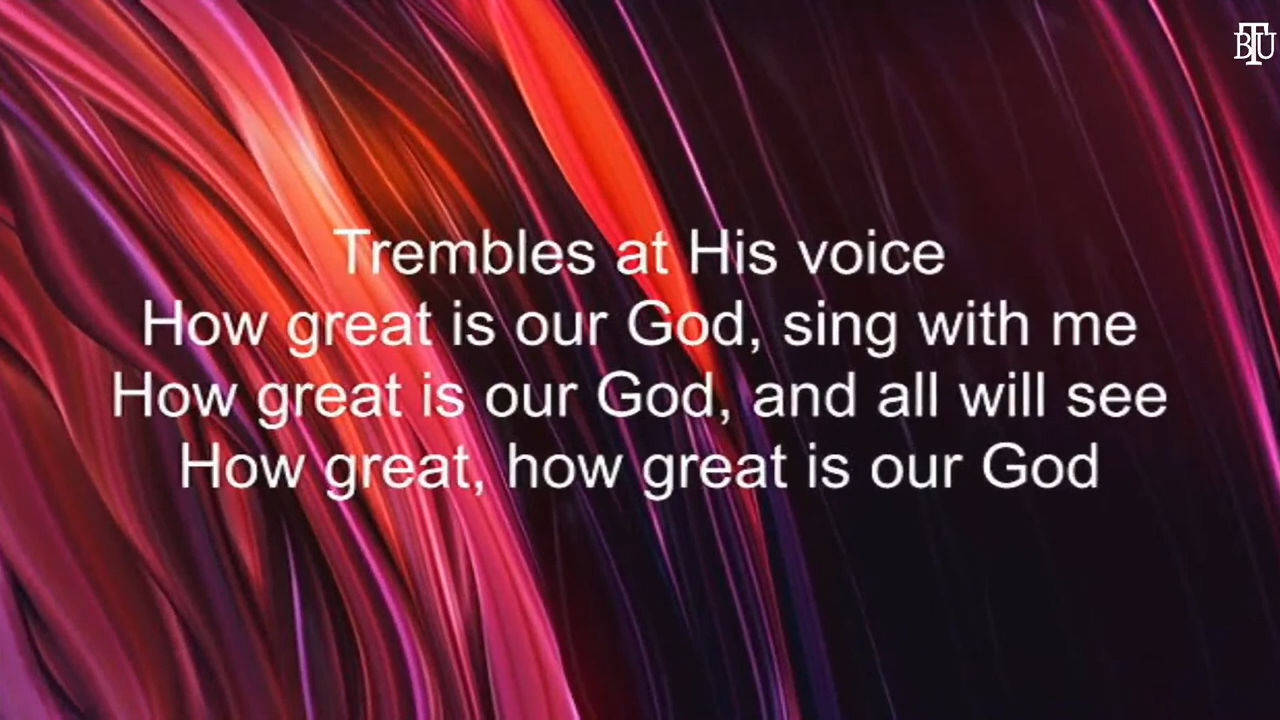 BTU
Trembles at His voice
How great is our God, sing with me
How great is our God, and all will see
How great, how great is our God